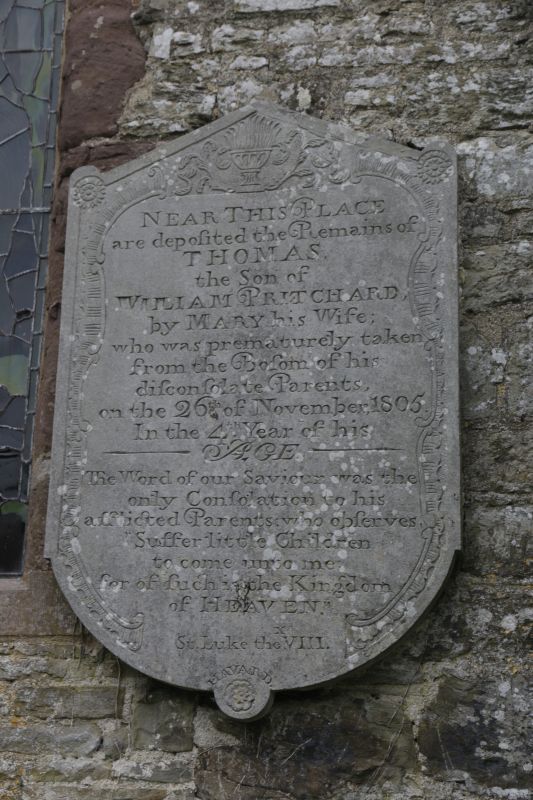 NEAR THIS PLACE
are depoſited the Remains of
THOMAS,
the Son of
WILLIAM PRITCHARD,
by MARY his Wife;
who was prematurely taken
from the Boſom of his
diſconſolate Parents,
on the 26th of November, 1805.
In the 4th Year of his
AGE
The Word of our Saviour was the
only Conſolation to his
afflicted Parents, who obſerves,
"Suffer little Children
to come unto me;
for of ſuch is the Kingdom
of HEAVEN."
St. Luke the XVIII.
HAVARD